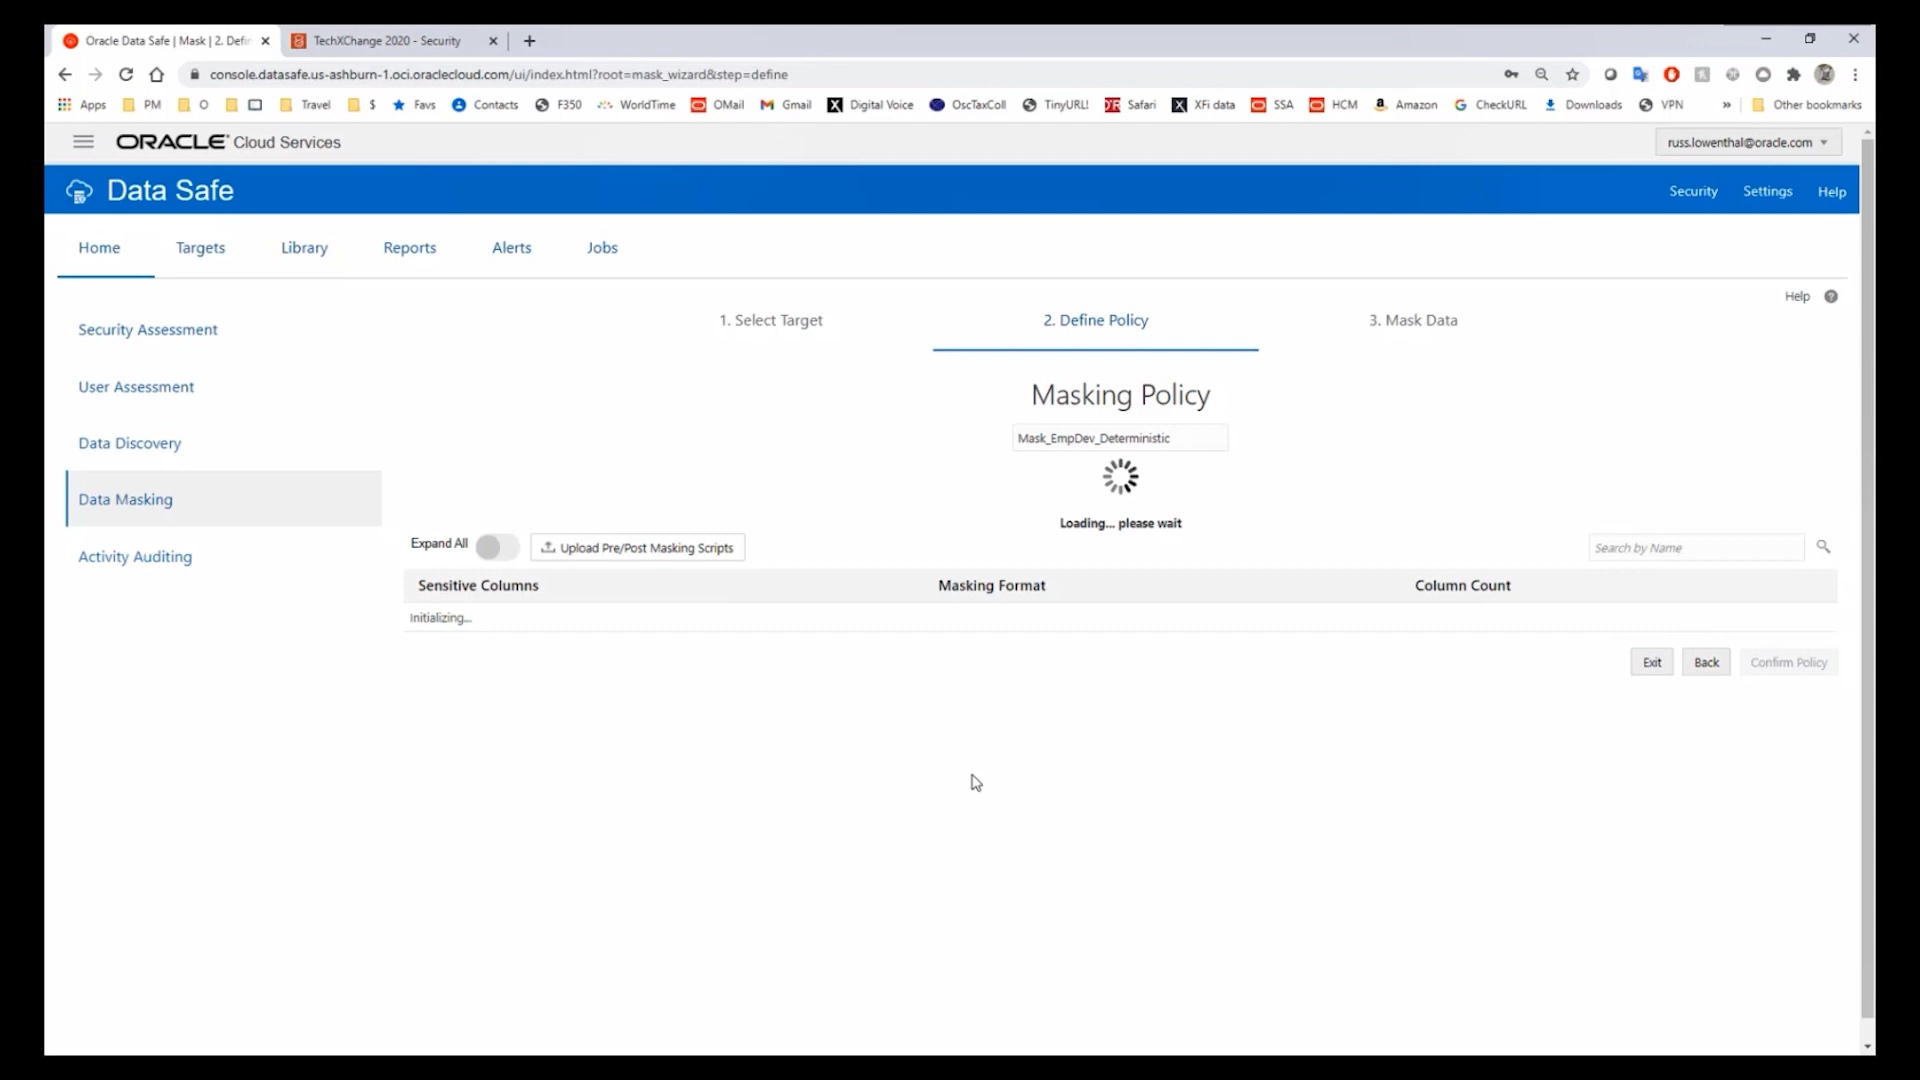 Oracle Data Safe | Mask | 2. Defin
TechXChange 2020 - Security
console.datasafe.us-ashburn-1.oci.oraclecloud.com/ui/index.html?root=mask_wizard&step=define
Apps PM O Travel $ Favs Contacts F350 WorldTime OMail Gmail Digital Voice OscTaxColl TinyURL! Safari XFi data SSA HCM Amazon CheckURL Downloads VPN » Other bookmarks
ORACLE® Cloud Services
russ.lowenthal@oracle.com
Data Safe
Security Settings Help
Home Targets Library Reports Alerts Jobs
Help
1. Select Target 2. Define Policy 3. Mask Data
Security Assessment
User Assessment
Data Discovery
Data Masking
Activity Auditing
Masking Policy
Mask_EmpDev_Deterministic
Loading... please wait
Expand All Upload Pre/Post Masking Scripts Search by Name
Sensitive Columns Masking Format Column Count
Initializing...
Exit Back Confirm Policy